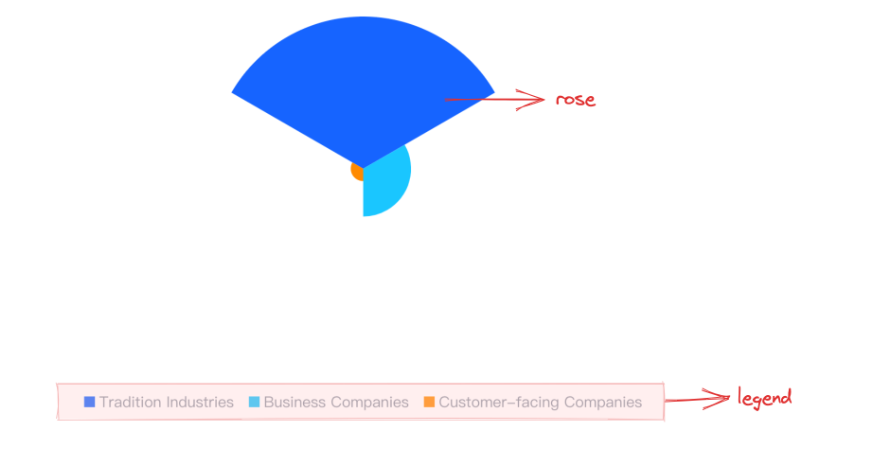 rose
Tradition Industries Business Companies Customer-facing Companies
legend